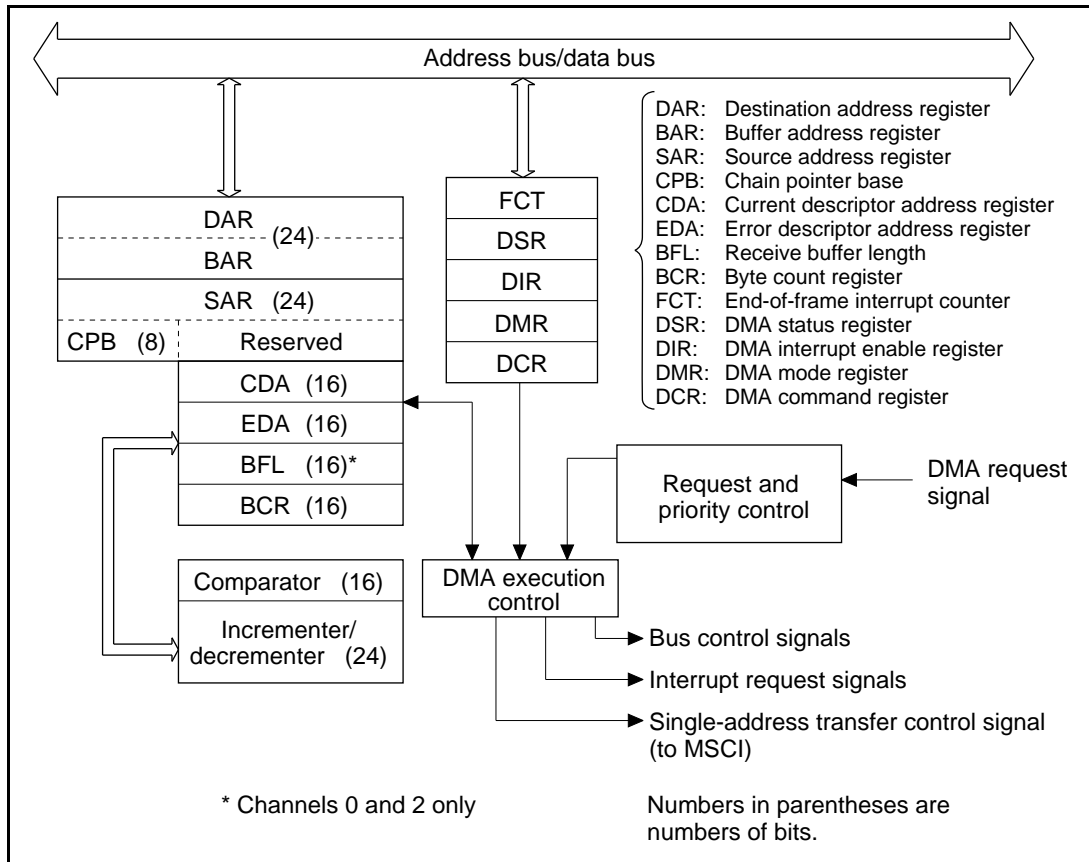 Address bus/data bus
DAR: Destination address register
BAR: Buffer address register
SAR: Source address register
CPB: Chain pointer base
CDA: Current descriptor address register
EDA: Error descriptor address register
BFL: Receive buffer length
BCR: Byte count register
FCT: End-of-frame interrupt counter
DSR: DMA status register
DIR: DMA interrupt enable register
DMR: DMA mode register
DCR: DMA command register
DAR
(24)
BAR
SAR (24)
CPB (8) Reserved
CDA (16)
EDA (16)
BFL (16)*
BCR (16)
Comparator (16)
Incrementer/
decrementer (24)
FCT
DSR
DIR
DMR
DCR
Request and
priority control
DMA request
signal
DMA execution
control
Bus control signals
Interrupt request signals
Single-address transfer control signal
(to MSCI)
* Channels 0 and 2 only
Numbers in parentheses are
numbers of bits.